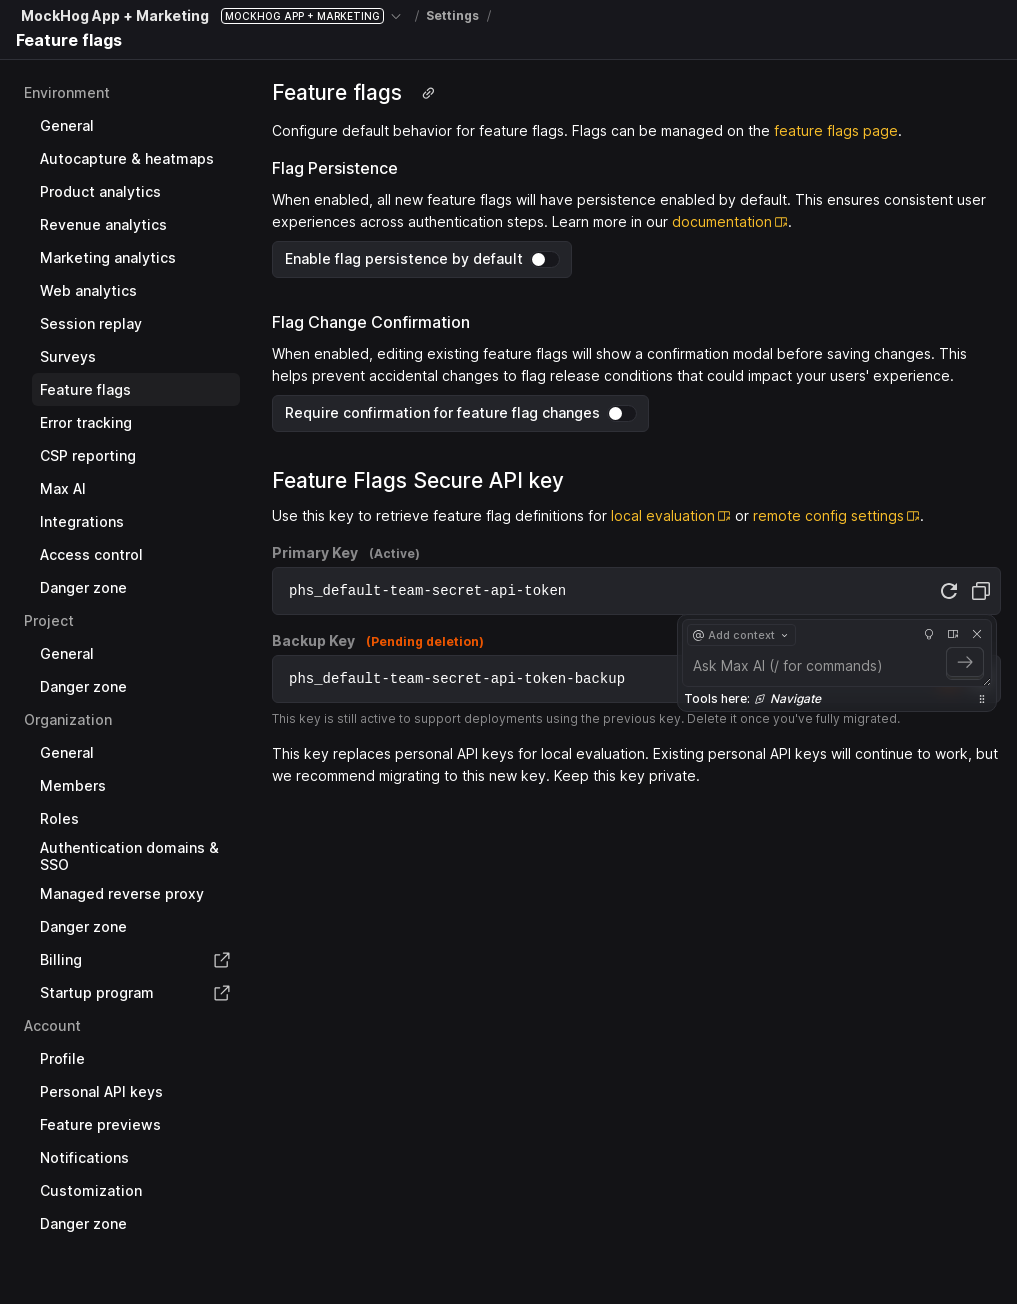 MockHog App + Marketing MOCKHOG APP + MARKETING / Settings /
Feature flags
Environment
General
Autocapture & heatmaps
Product analytics
Revenue analytics
Marketing analytics
Web analytics
Session replay
Surveys
Feature flags
Error tracking
CSP reporting
Max AI
Integrations
Access control
Danger zone
Project
General
Danger zone
Organization
General
Members
Roles
Authentication domains &
SSO
Managed reverse proxy
Danger zone
Billing
Startup program
Account
Profile
Personal API keys
Feature previews
Notifications
Customization
Danger zone
Feature flags
Configure default behavior for feature flags. Flags can be managed on the feature flags page.
Flag Persistence
When enabled, all new feature flags will have persistence enabled by default. This ensures consistent user
experiences across authentication steps. Learn more in our documentation.
Enable flag persistence by default
Flag Change Confirmation
When enabled, editing existing feature flags will show a confirmation modal before saving changes. This
helps prevent accidental changes to flag release conditions that could impact your users' experience.
Require confirmation for feature flag changes
Feature Flags Secure API key
Use this key to retrieve feature flag definitions for local evaluation or remote config settings.
Primary Key (Active)
phs_default-team-secret-api-token
Backup Key (Pending deletion)
phs_default-team-secret-api-token-backup
@ Add context
Ask Max AI (/ for commands)
Tools here: Navigate
This key is still active to support deployments using the previous key. Delete it once you've fully migrated.
This key replaces personal API keys for local evaluation. Existing personal API keys will continue to work, but
we recommend migrating to this new key. Keep this key private.